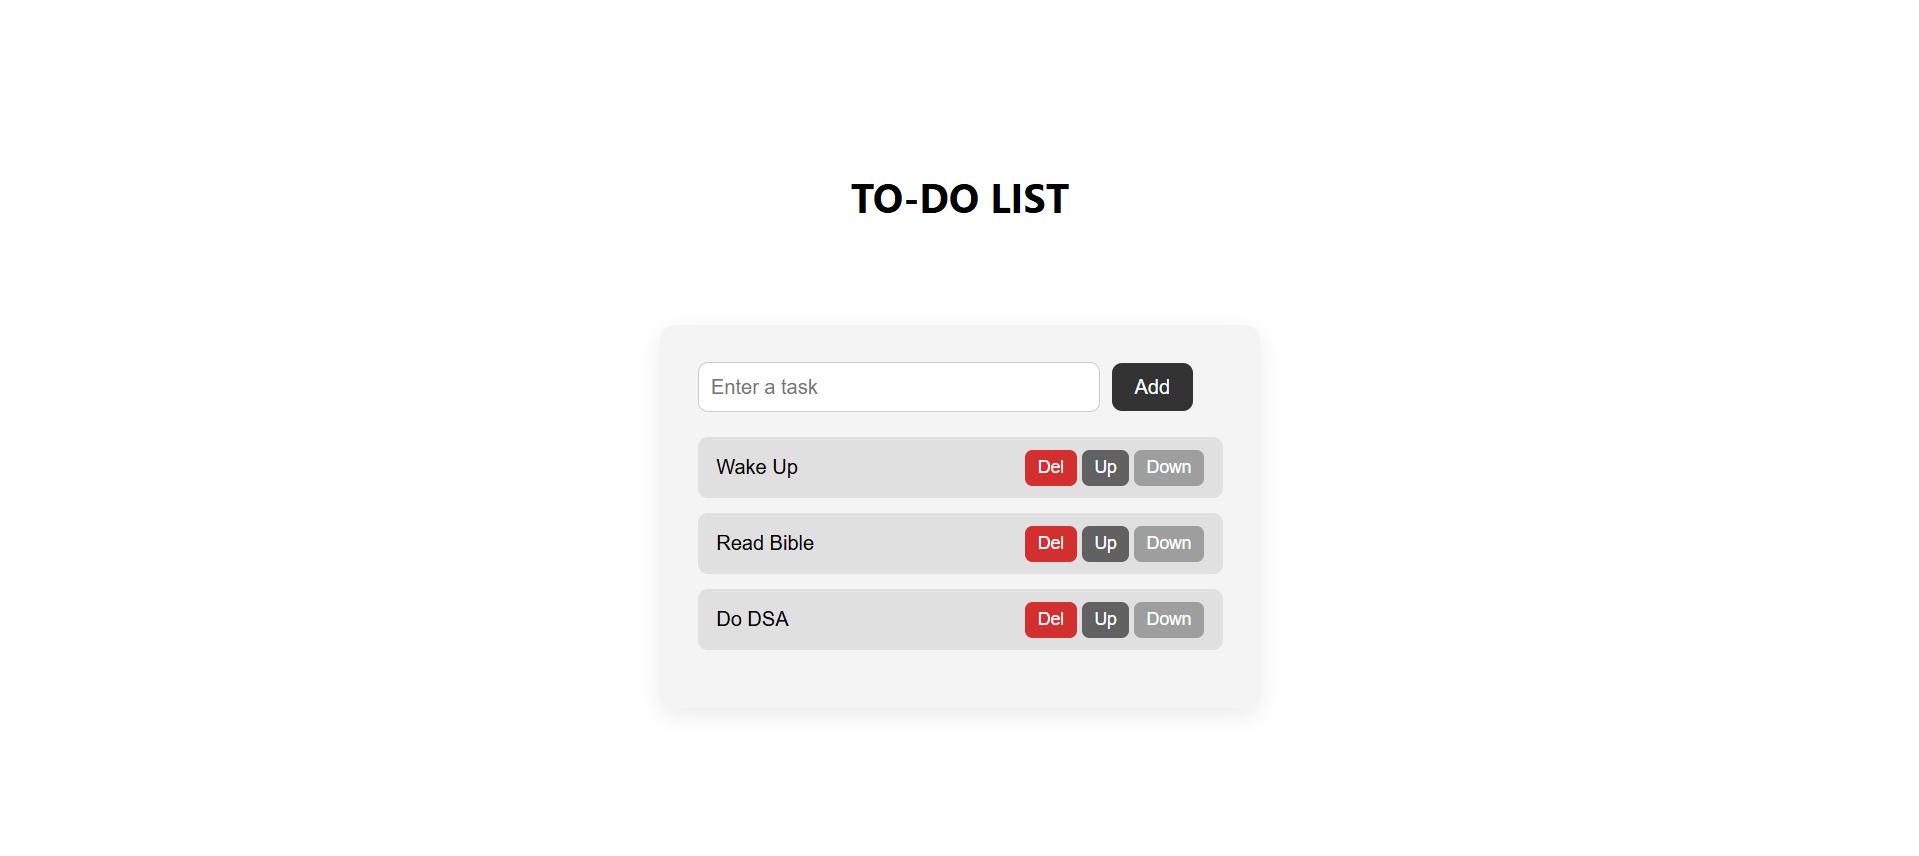 TO-DO LIST
Enter a task Add
Wake Up Del Up Down
Read Bible Del Up Down
Do DSA Del Up Down